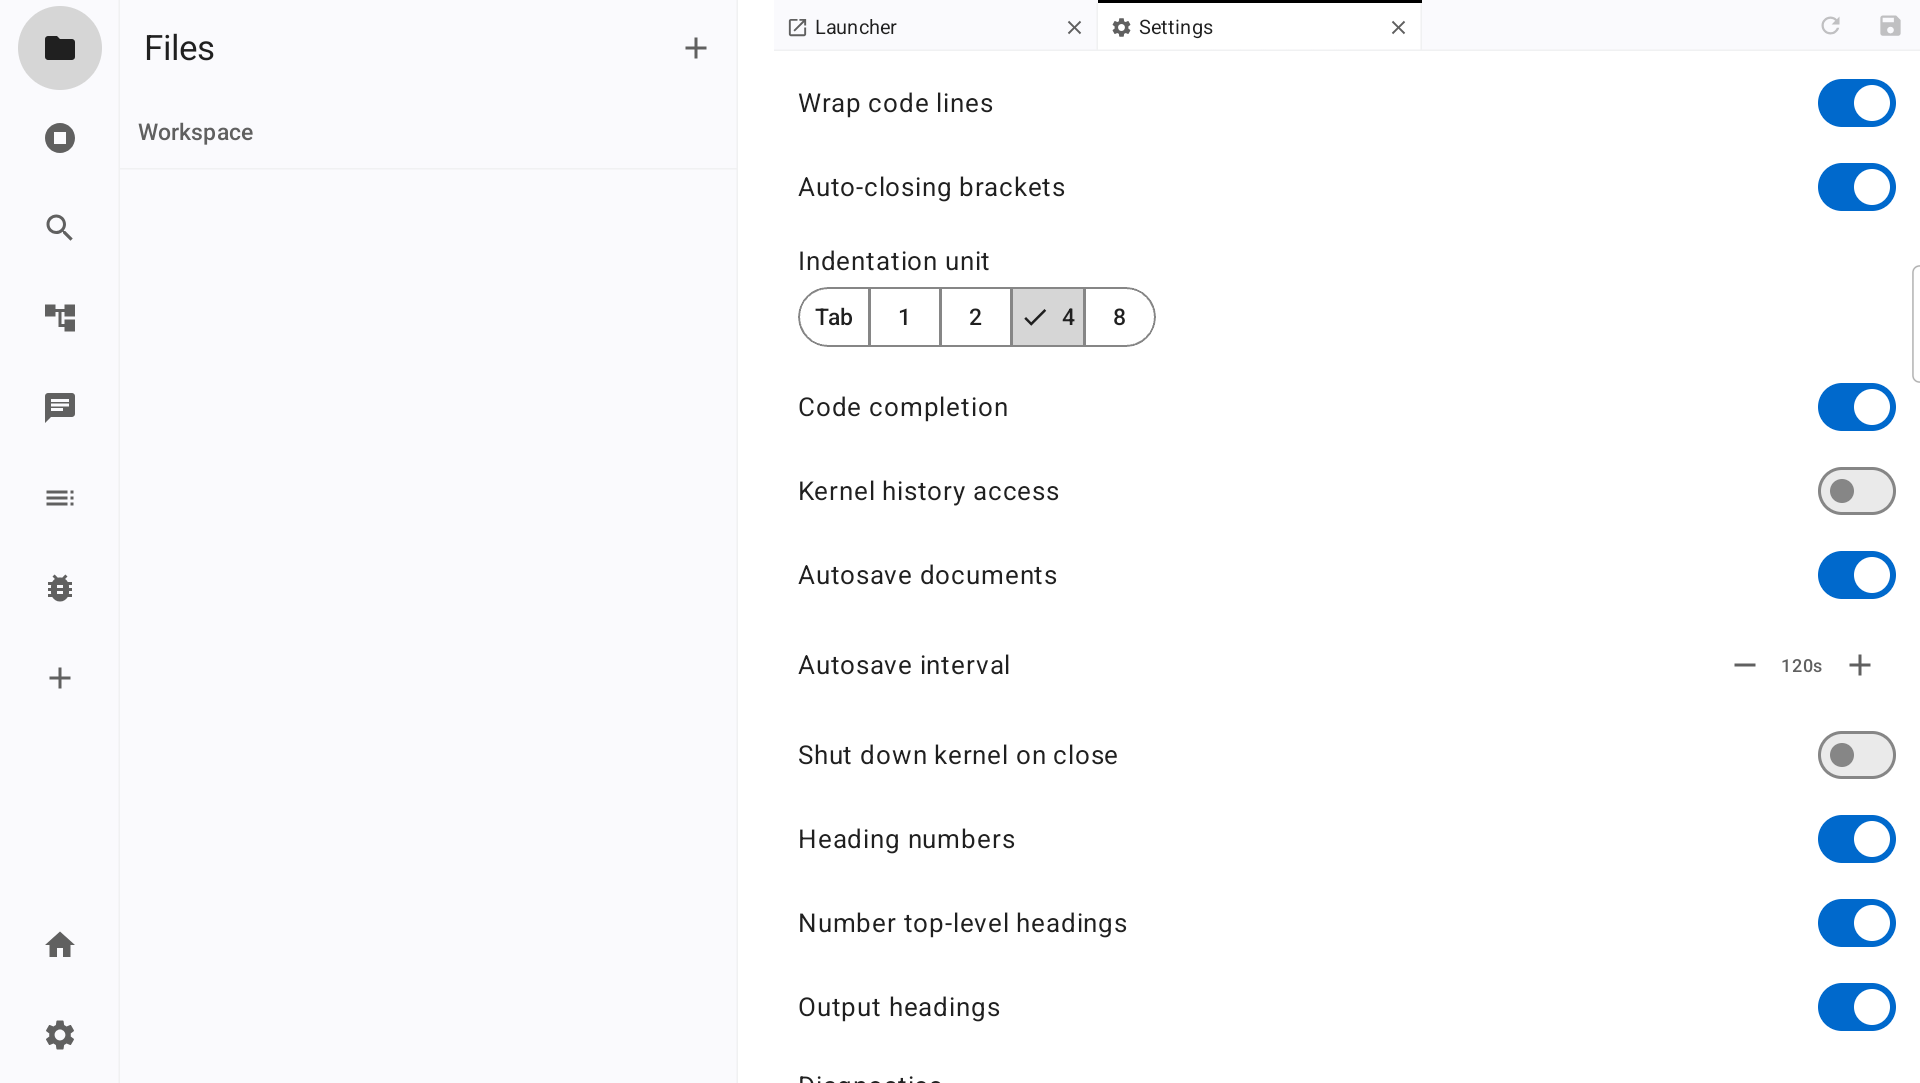 Files
Workspace
Launcher
Settings
Wrap code lines
Auto-closing brackets
Indentation unit
Tab 1 2 4 8
Code completion
Kernel history access
Autosave documents
Autosave interval
120s
Shut down kernel on close
Heading numbers
Number top-level headings
Output headings
Diagnostics